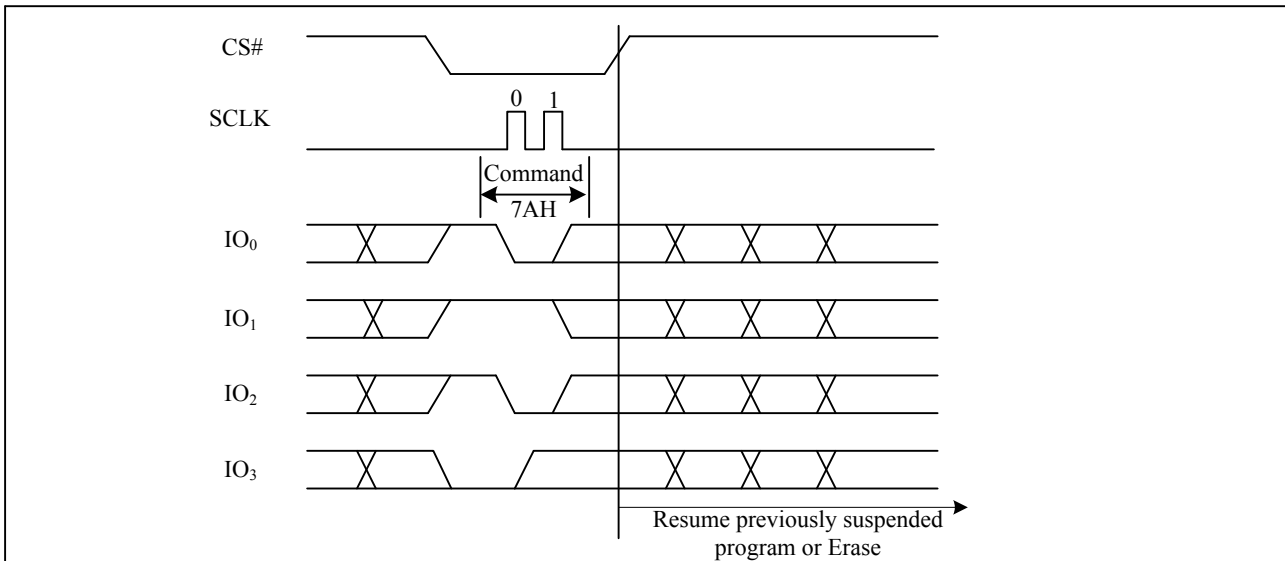 CS#
0 1
SCLK
Command
7AH
IO₀
IO₁
IO₂
IO₃
Resume previously suspended
program or Erase